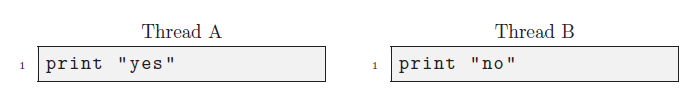 Thread A
1 print "yes"
Thread B
1 print "no"